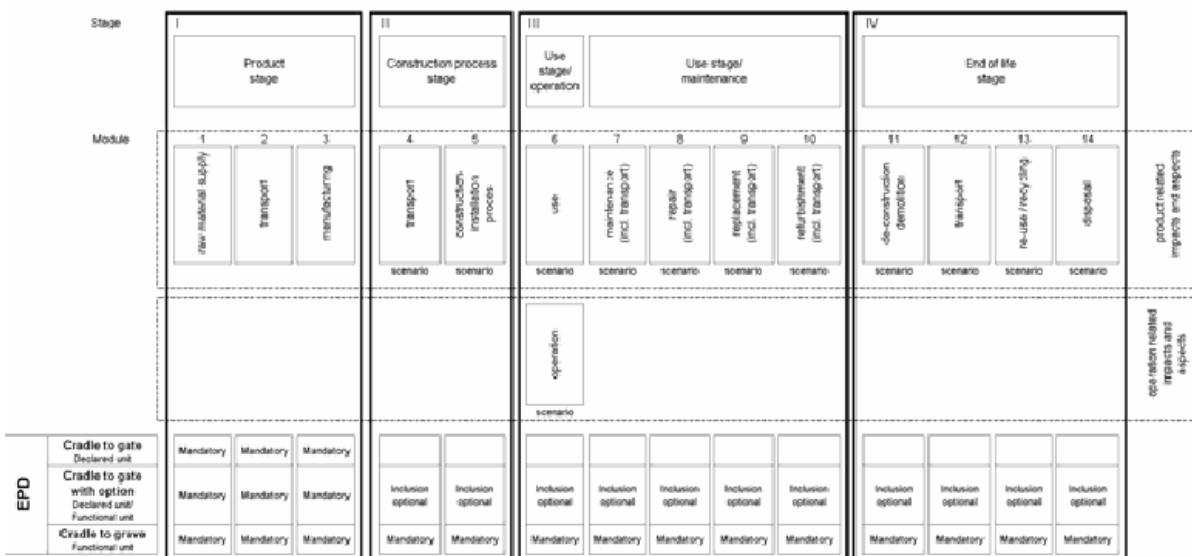 Stage
I
II
III
IV
Product
stage
Construction process
stage
Use
stage/
operation
Use stage/
maintenance
End of life
stage
Module
1
2
3
4
5
6
7
8
9
10
11
12
13
14
raw material supply
transport
manufacturing
transport
construction-
installation
proces
use
maintenance
(incl. transport)
repair
(incl. transport)
replacement
(incl. transport)
refurbishment
(incl. transport)
de-construction
demolition
transport
re-use / recycling
disposal
product related
impacts and aspects
scenario
scenario
scenario
scenario
scenario
scenario
scenario
scenario
scenario
scenario
scenario
operation
scenario
operation related
impacts and
aspects
EPD
Cradle to gate
Declared unit
Mandatory
Mandatory
Mandatory
Cradle to gate
with option
Declared unit/
Functional unit
Mandatory
Mandatory
Mandatory
Inclusion
optional
Inclusion
optional
Inclusion
optional
Inclusion
optional
Inclusion
optional
Inclusion
optional
Inclusion
optional
Inclusion
optional
Inclusion
optional
Inclusion
optional
Inclusion
optional
Cradle to grave
Functional unit
Mandatory
Mandatory
Mandatory
Mandatory
Mandatory
Mandatory
Mandatory
Mandatory
Mandatory
Mandatory
Mandatory
Mandatory
Mandatory
Mandatory